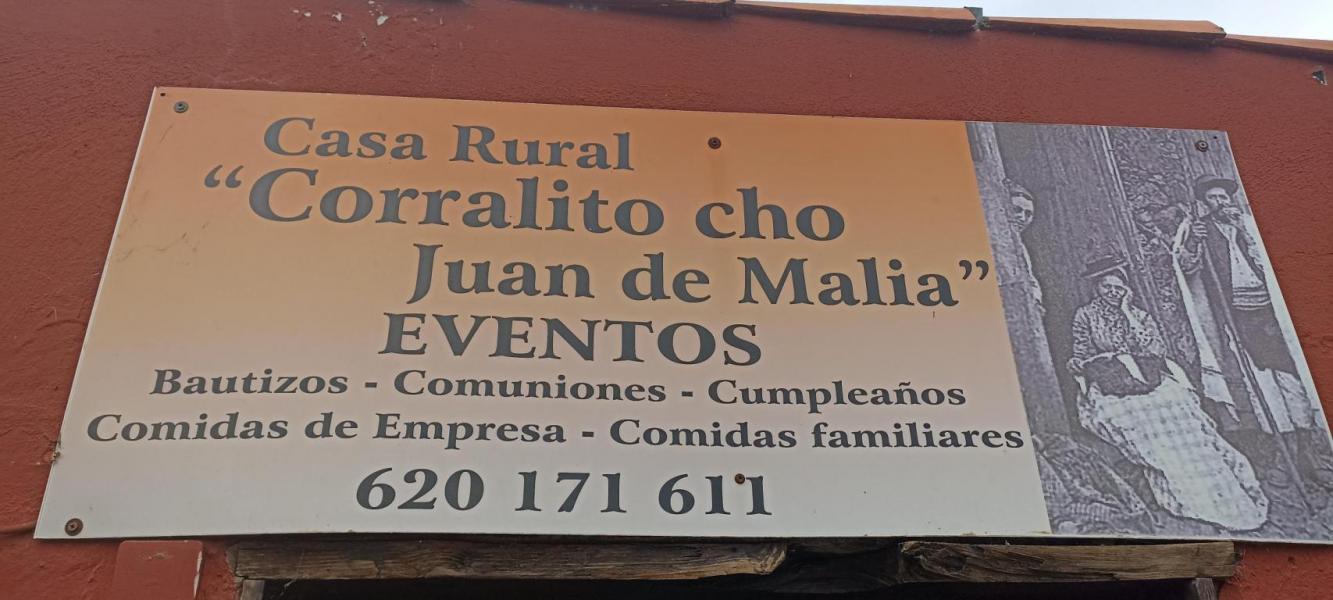 Casa Rural
“Corralito cho
Juan de Malia”
EVENTOS
Bautizos - Comuniones - Cumpleaños
Comidas de Empresa - Comidas familiares
620 171 611